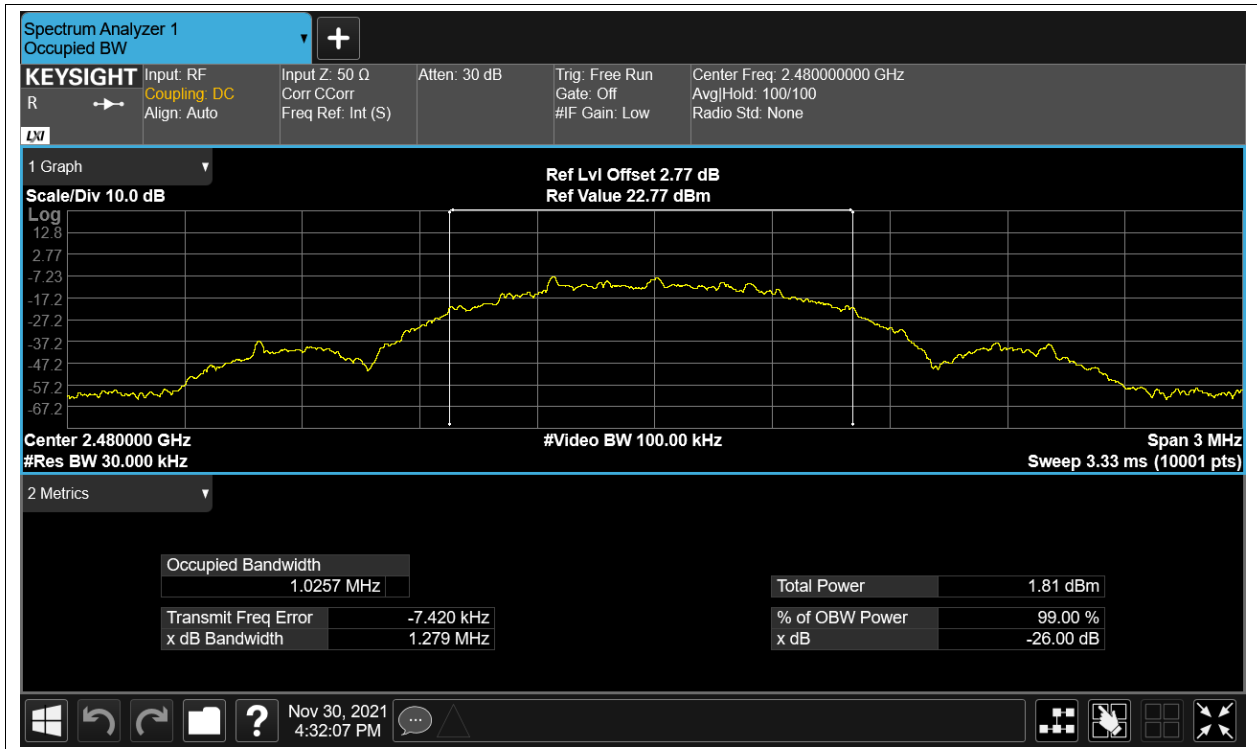 Spectrum Analyzer 1
Occupied BW
+
KEYSIGHT
R
LXI
Input: RF
Coupling: DC
Align: Auto
Input Z: 50 Ω
Corr CCorr
Freq Ref: Int (S)
Atten: 30 dB
Trig: Free Run
Gate: Off
#IF Gain: Low
Center Freq: 2.480000000 GHz
Avg|Hold: 100/100
Radio Std: None
1 Graph
Scale/Div 10.0 dB
Ref Lvl Offset 2.77 dB
Ref Value 22.77 dBm
Log
12.8
2.77
-7.23
-17.2
-27.2
-37.2
-47.2
-57.2
-67.2
Center 2.480000 GHz
#Video BW 100.00 kHz
Span 3 MHz
#Res BW 30.000 kHz
Sweep 3.33 ms (10001 pts)
2 Metrics
Occupied Bandwidth
1.0257 MHz
Transmit Freq Error -7.420 kHz
x dB Bandwidth 1.279 MHz
Total Power 1.81 dBm
% of OBW Power 99.00 %
x dB -26.00 dB
?
Nov 30, 2021
4:32:07 PM